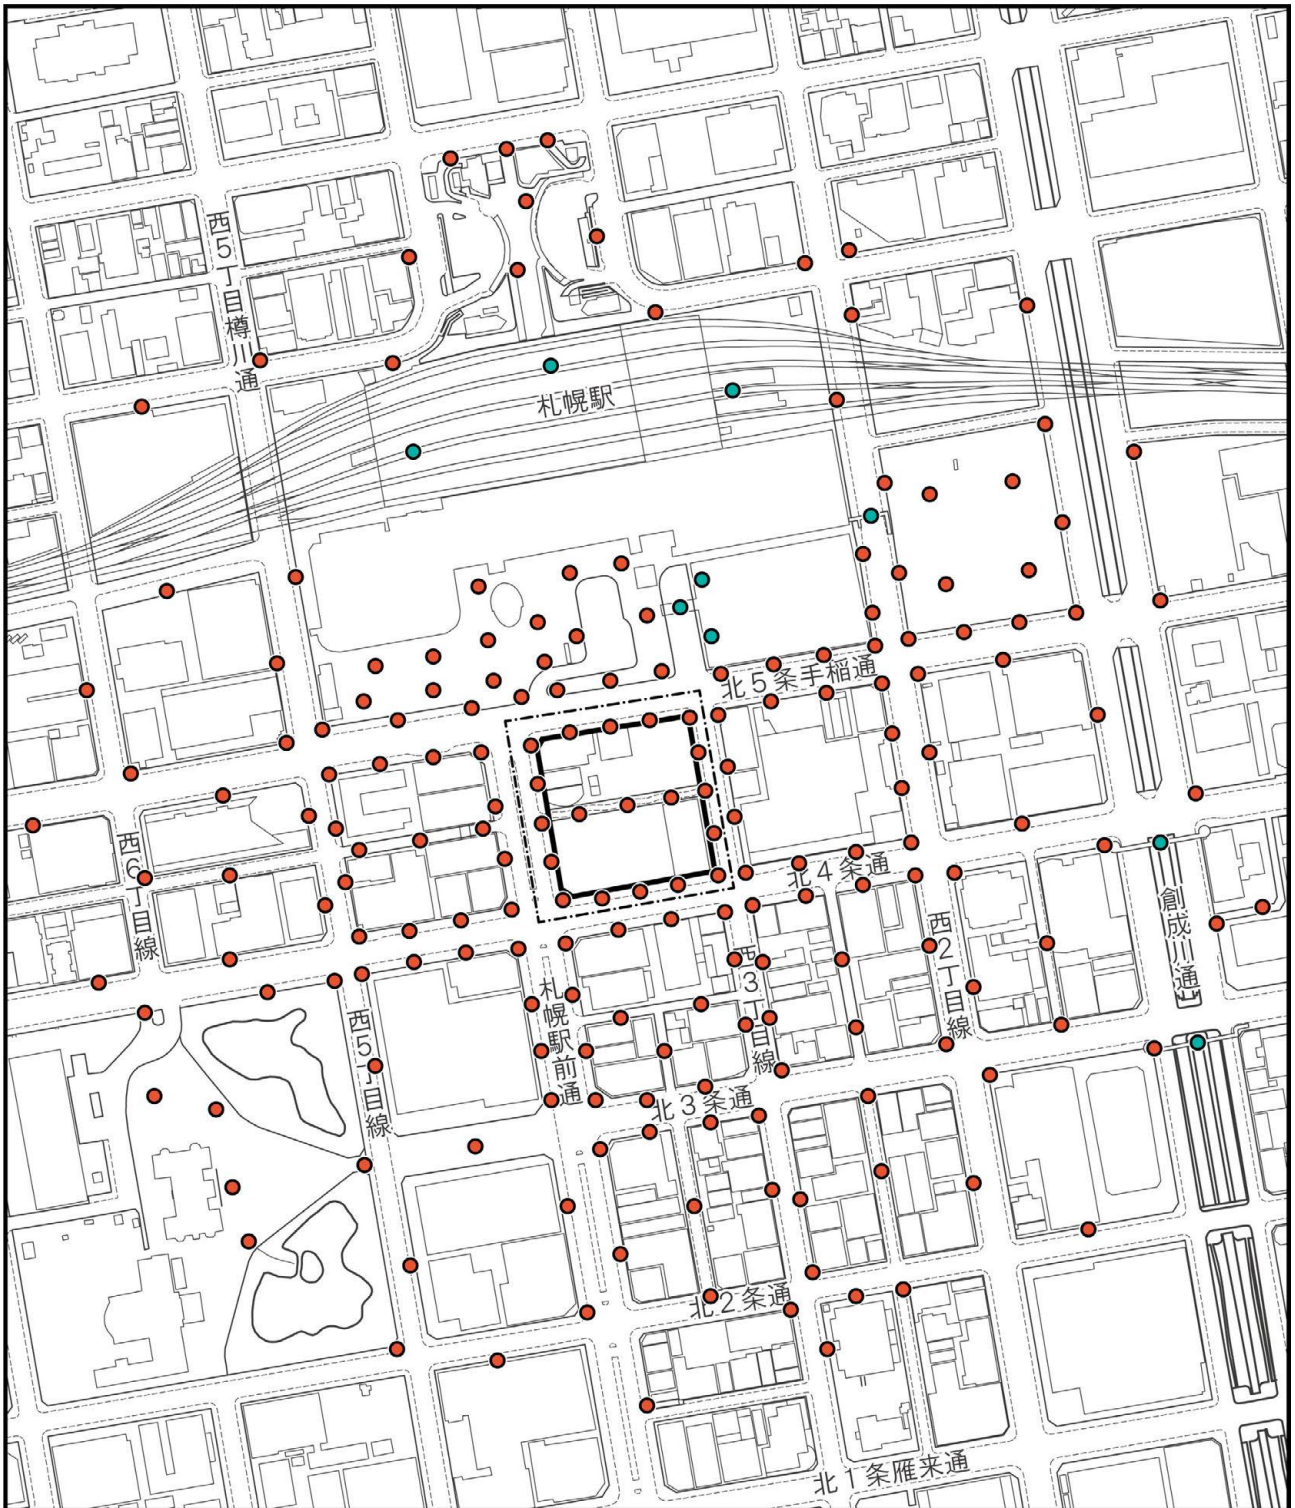 西5丁目樽川通
札幌駅
北5条手稲通
西6丁目線
北4条通
創成川通
西2丁目線
西3丁目線
札幌駅前通
西5丁目線
北3条通
北2条通
北1条雁来通